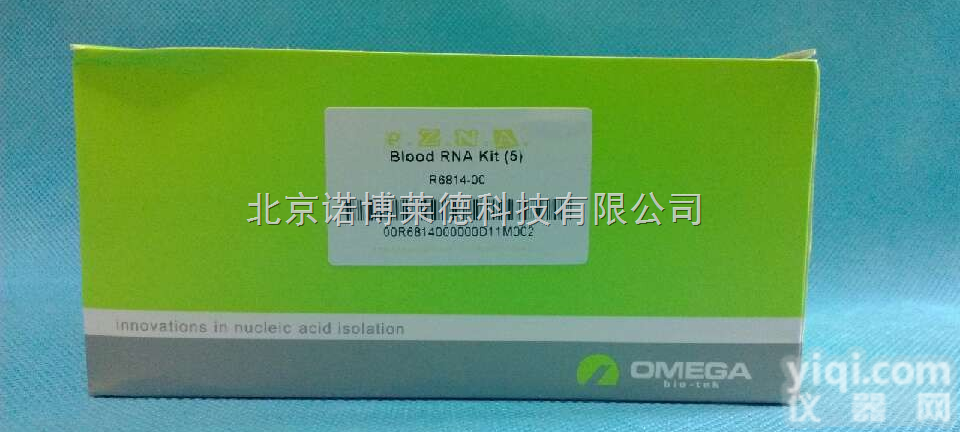 e.Z.N.A.
Blood RNA Kit (5)
R6814-00
北京诺博莱德科技有限公司
00R6814000000D11M002
innovations in nucleic acid isolation
OMEGA
bio-tek
yiqi.com
仪器网